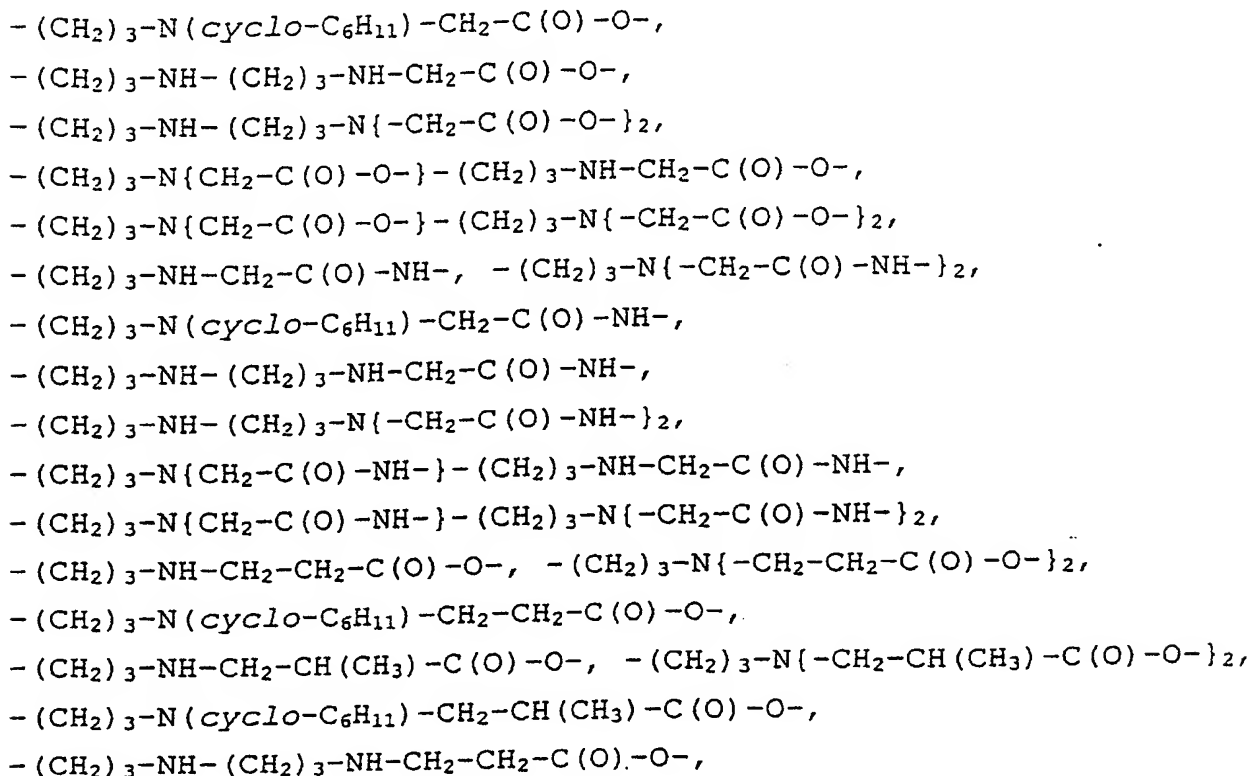 -(CH₂)₃-N(cyclo-C₆H₁₁)-CH₂-C(O)-O-,
-(CH₂)₃-NH-(CH₂)₃-NH-CH₂-C(O)-O-,
-(CH₂)₃-NH-(CH₂)₃-N{-CH₂-C(O)-O-}₂,
-(CH₂)₃-N{CH₂-C(O)-O-}-(CH₂)₃-NH-CH₂-C(O)-O-,
-(CH₂)₃-N{CH₂-C(O)-O-}-(CH₂)₃-N{-CH₂-C(O)-O-}₂,
-(CH₂)₃-NH-CH₂-C(O)-NH-, -(CH₂)₃-N{-CH₂-C(O)-NH-}₂,
-(CH₂)₃-N(cyclo-C₆H₁₁)-CH₂-C(O)-NH-,
-(CH₂)₃-NH-(CH₂)₃-NH-CH₂-C(O)-NH-,
-(CH₂)₃-NH-(CH₂)₃-N{-CH₂-C(O)-NH-}₂,
-(CH₂)₃-N{CH₂-C(O)-NH-}-(CH₂)₃-NH-CH₂-C(O)-NH-,
-(CH₂)₃-N{CH₂-C(O)-NH-}-(CH₂)₃-N{-CH₂-C(O)-NH-}₂,
-(CH₂)₃-NH-CH₂-CH₂-C(O)-O-, -(CH₂)₃-N{-CH₂-CH₂-C(O)-O-}₂,
-(CH₂)₃-N(cyclo-C₆H₁₁)-CH₂-CH₂-C(O)-O-,
-(CH₂)₃-NH-CH₂-CH(CH₃)-C(O)-O-, -(CH₂)₃-N{-CH₂-CH(CH₃)-C(O)-O-}₂,
-(CH₂)₃-N(cyclo-C₆H₁₁)-CH₂-CH(CH₃)-C(O)-O-,
-(CH₂)₃-NH-(CH₂)₃-NH-CH₂-CH₂-C(O)-O-,